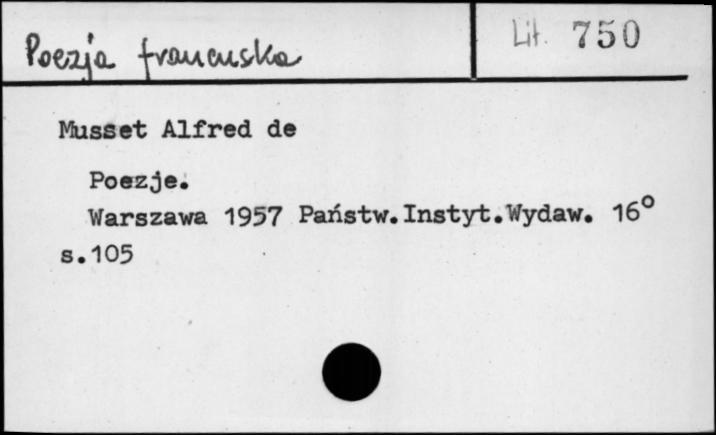 Poezja francuska
Lit. 750
Musset Alfred de
Poezje.
Warszawa 1957 Państw.Instyt.Wydaw. 16°
s.105